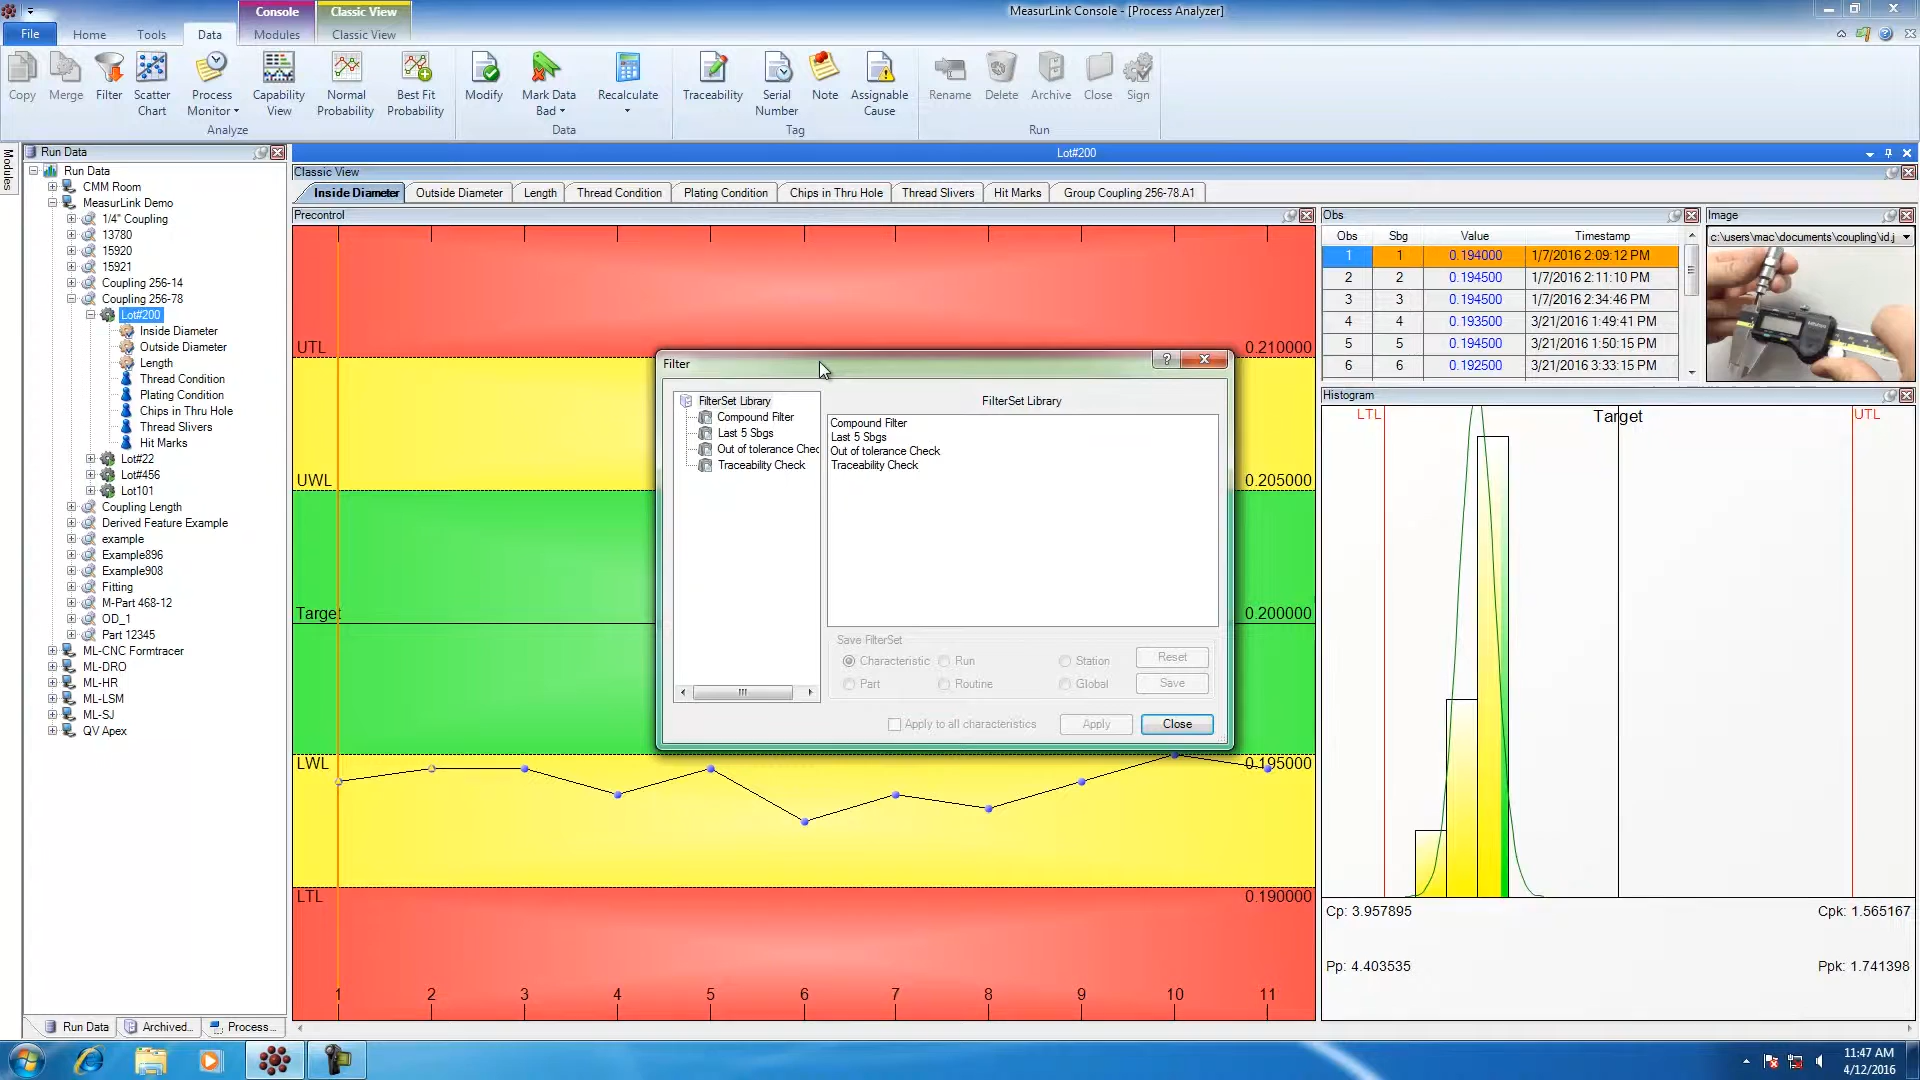 Console
Classic View
MeasurLink Console - [Process Analyzer]
File
Home
Tools
Data
Modules
Classic View
Copy
Merge
Filter
Scatter Chart
Process Monitor
Capability View
Normal Probability
Best Fit Probability
Analyze
Modify
Mark Data Bad
Recalculate
Data
Traceability
Serial Number
Note
Assignable Cause
Tag
Rename
Delete
Archive
Close
Sign
Run
Modules
Run Data
Run Data
CMM Room
MeasurLink Demo
1/4" Coupling
13780
15920
15921
Coupling 256-14
Coupling 256-78
Lot#200
Inside Diameter
Outside Diameter
Length
Thread Condition
Plating Condition
Chips in Thru Hole
Thread Slivers
Hit Marks
Lot#22
Lot#456
Lot101
Coupling Length
Derived Feature Example
example
Example896
Example908
Fitting
M-Part 468-12
OD_1
Part 12345
ML-CNC Formtracer
ML-DRO
ML-HR
ML-LSM
ML-SJ
QV Apex
Run Data
Archived...
Process...
Lot#200
Classic View
Inside Diameter
Outside Diameter
Length
Thread Condition
Plating Condition
Chips in Thru Hole
Thread Slivers
Hit Marks
Group Coupling 256-78.A1
Precontrol
UTL 0.210000
UWL 0.205000
Target 0.200000
LWL 0.195000
LTL 0.190000
1 2 3 4 5 6 7 8 9 10 11
Filter
FilterSet Library
Compound Filter
Last 5 Sbgs
Out of tolerance Chec
Traceability Check
FilterSet Library
Compound Filter
Last 5 Sbgs
Out of tolerance Check
Traceability Check
Save FilterSet
Characteristic Run Station Reset
Part Routine Global Save
Apply to all characteristics Apply Close
Obs
Obs Sbg Value Timestamp
1 1 0.194000 1/7/2016 2:09:12 PM
2 2 0.194500 1/7/2016 2:11:10 PM
3 3 0.194500 1/7/2016 2:34:46 PM
4 4 0.193500 3/21/2016 1:49:41 PM
5 5 0.194500 3/21/2016 1:50:15 PM
6 6 0.192500 3/21/2016 3:33:15 PM
Image
c:\users\mac\documents\coupling\id.j
Histogram
LTL Target UTL
Cp: 3.957895 Cpk: 1.565167
Pp: 4.403535 Ppk: 1.741398
11:47 AM
4/12/2016